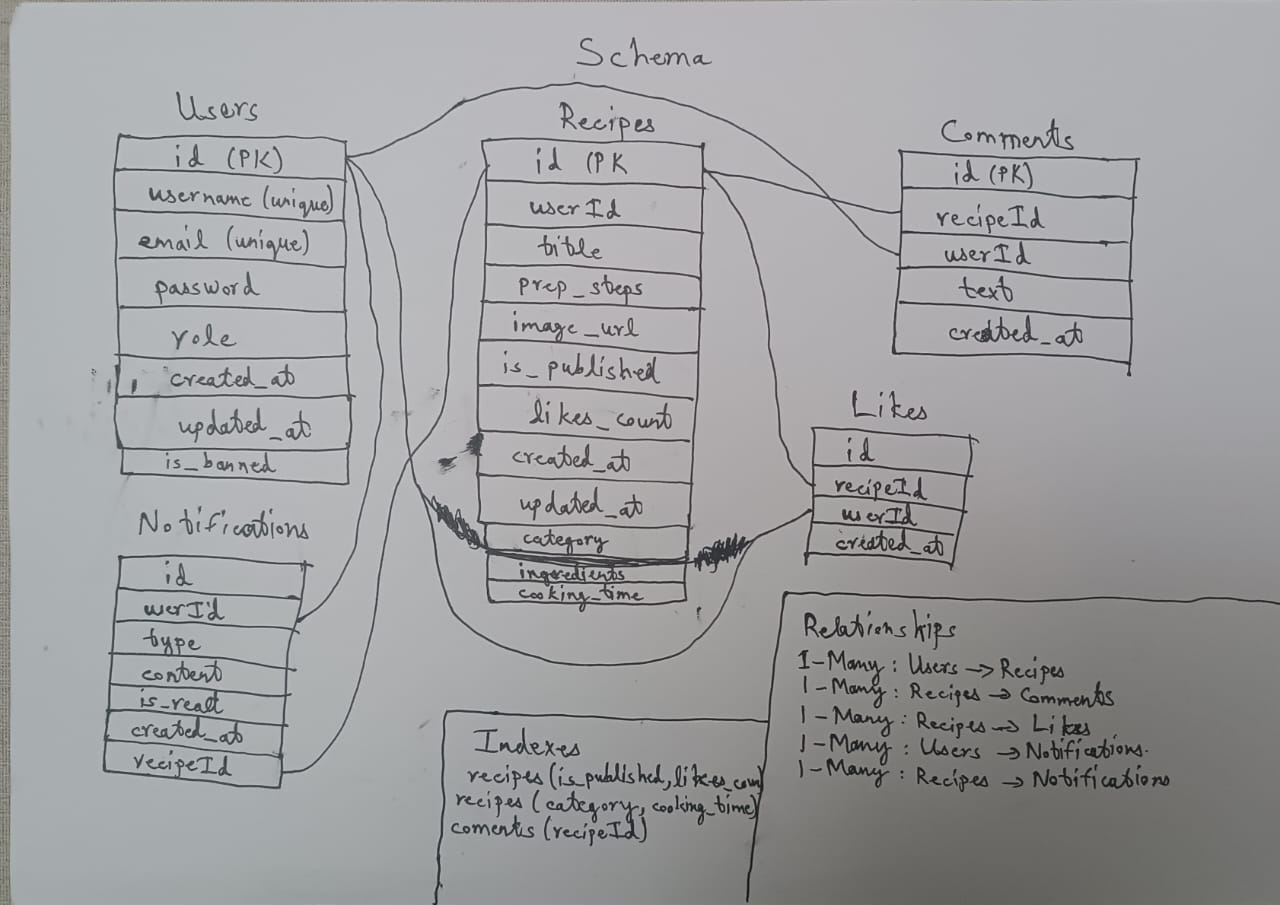 Schema
Users
id (PK)
username (unique)
email (unique)
password
role
created_at
updated_at
is_banned
Recipes
id (PK
userId
title
prep_steps
image_url
is_published
likes_count
created_at
updated_at
category
ingredients
cooking_time
Comments
id (PK)
recipeId
userId
text
created_at
Likes
id
recipeId
userId
created_at
Notifications
id
userId
type
content
is_read
created_at
recipeId
Indexes
recipes (is_published, likes_coun
recipes (category, cooking_time)
coments (recipeId)
Relationships
1-Many : Users → Recipes
1-Many : Recipes → Comments
1-Many : Recipes → Likes
1-Many : Users → Notifications.
1-Many : Recipes → Notifications